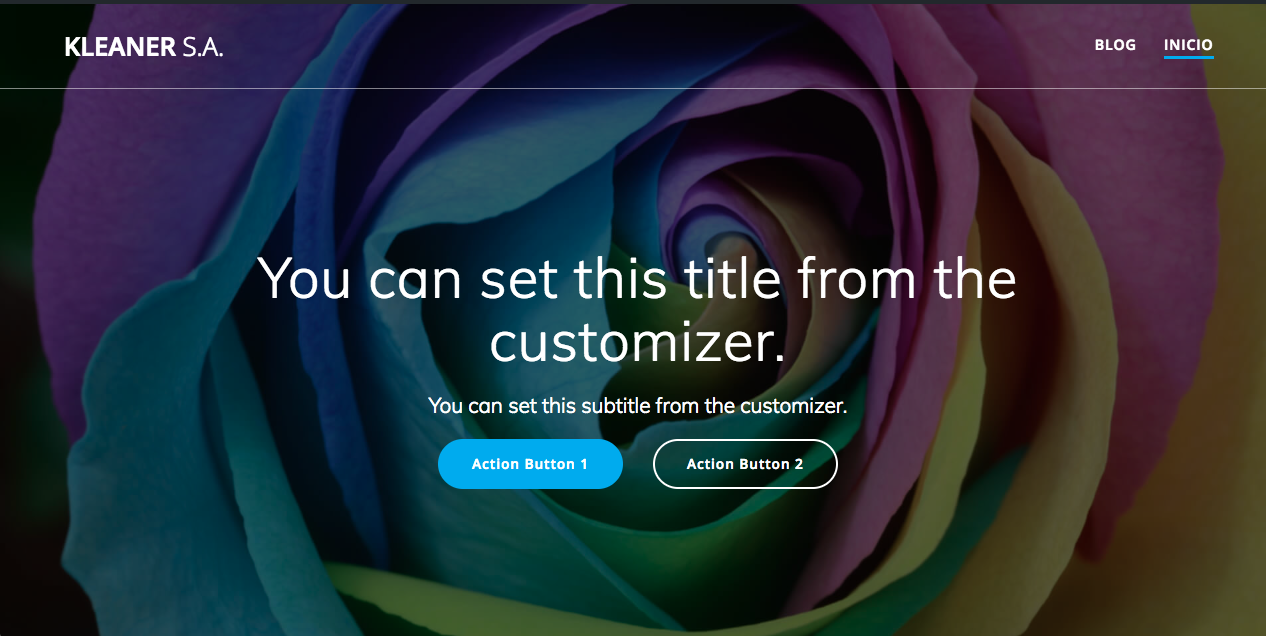 KLEANER S.A.
BLOG INICIO
You can set this title from the
customizer.
You can set this subtitle from the customizer.
Action Button 1 Action Button 2